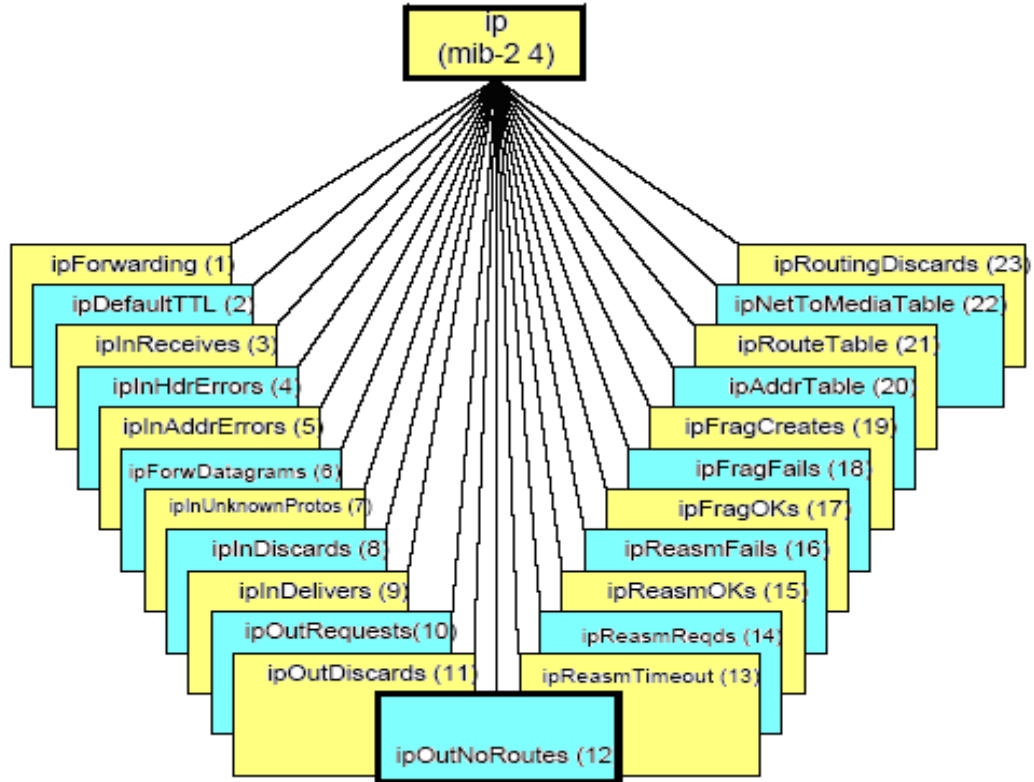 ip
(mib-2 4)
ipForwarding (1)
ipDefaultTTL (2)
ipInReceives (3)
ipInHdrErrors (4)
ipInAddrErrors (5)
ipForwDatagrams (6)
ipInUnknownProtos (7)
ipInDiscards (8)
ipInDelivers (9)
ipOutRequests(10)
ipOutDiscards (11)
ipOutNoRoutes (12
ipReasmTimeout (13)
ipReasmReqds (14)
ipReasmOKs (15)
ipReasmFails (16)
ipFragOKs (17)
ipFragFails (18)
ipFragCreates (19)
ipAddrTable (20)
ipRouteTable (21)
ipNetToMediaTable (22)
ipRoutingDiscards (23)